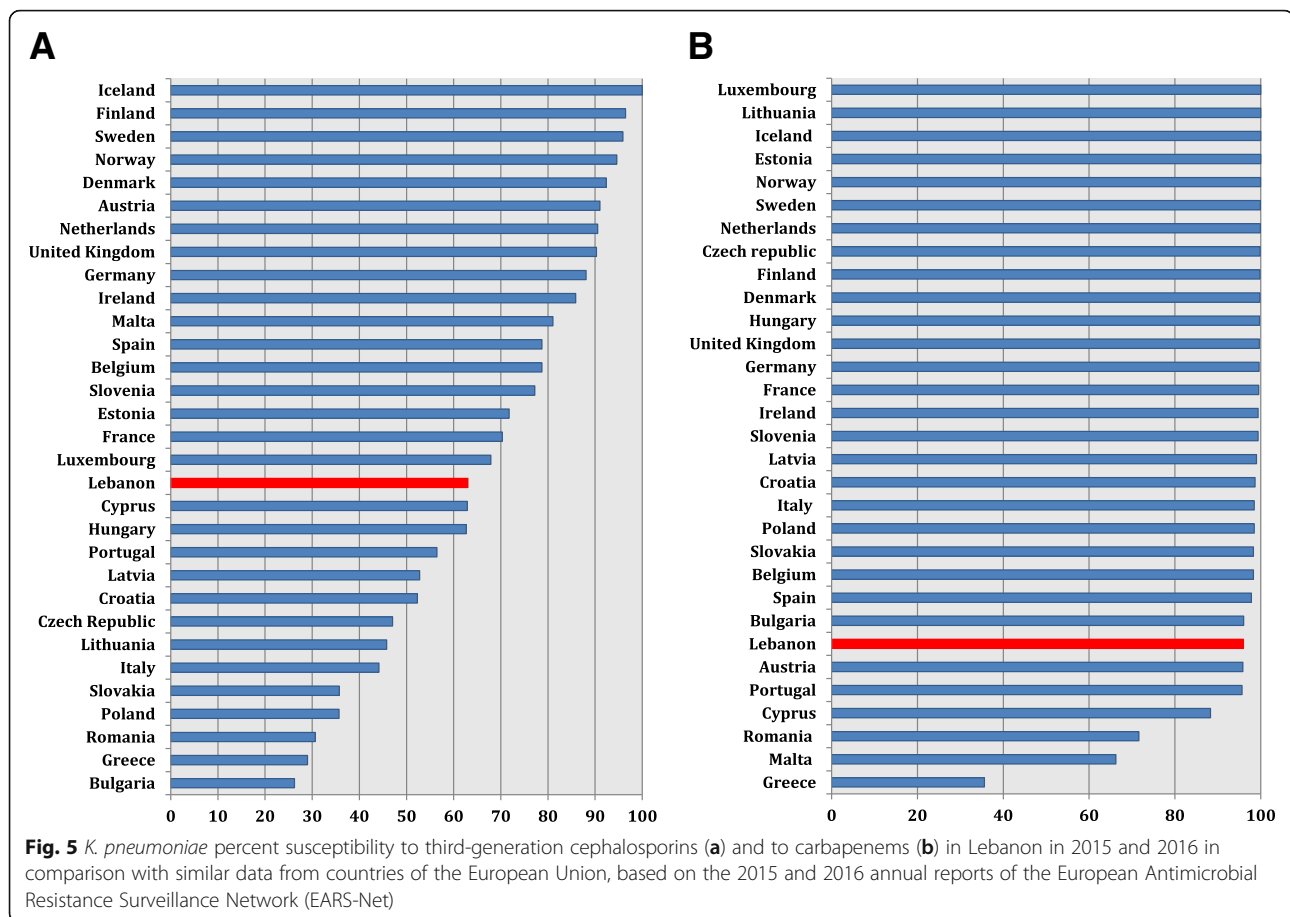 A
Iceland
Finland
Sweden
Norway
Denmark
Austria
Netherlands
United Kingdom
Germany
Ireland
Malta
Spain
Belgium
Slovenia
Estonia
France
Luxembourg
Lebanon
Cyprus
Hungary
Portugal
Latvia
Croatia
Czech Republic
Lithuania
Italy
Slovakia
Poland
Romania
Greece
Bulgaria
0 10 20 30 40 50 60 70 80 90 100
B
Luxembourg
Lithuania
Iceland
Estonia
Norway
Sweden
Netherlands
Czech republic
Finland
Denmark
Hungary
United Kingdom
Germany
France
Ireland
Slovenia
Latvia
Croatia
Italy
Poland
Slovakia
Belgium
Spain
Bulgaria
Lebanon
Austria
Portugal
Cyprus
Romania
Malta
Greece
0 20 40 60 80 100
Fig. 5 K. pneumoniae percent susceptibility to third-generation cephalosporins (a) and to carbapenems (b) in Lebanon in 2015 and 2016 in
comparison with similar data from countries of the European Union, based on the 2015 and 2016 annual reports of the European Antimicrobial
Resistance Surveillance Network (EARS-Net)